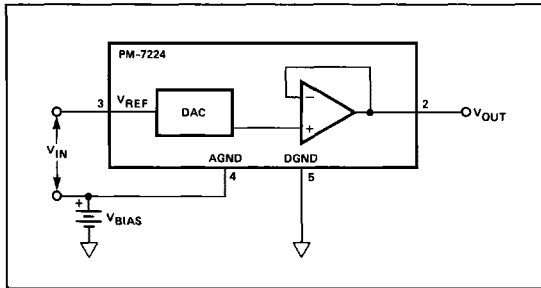 PM-7224
3 VREF DAC
2 VOUT
−
+
VIN
AGND DGND
4 5
+
VBIAS